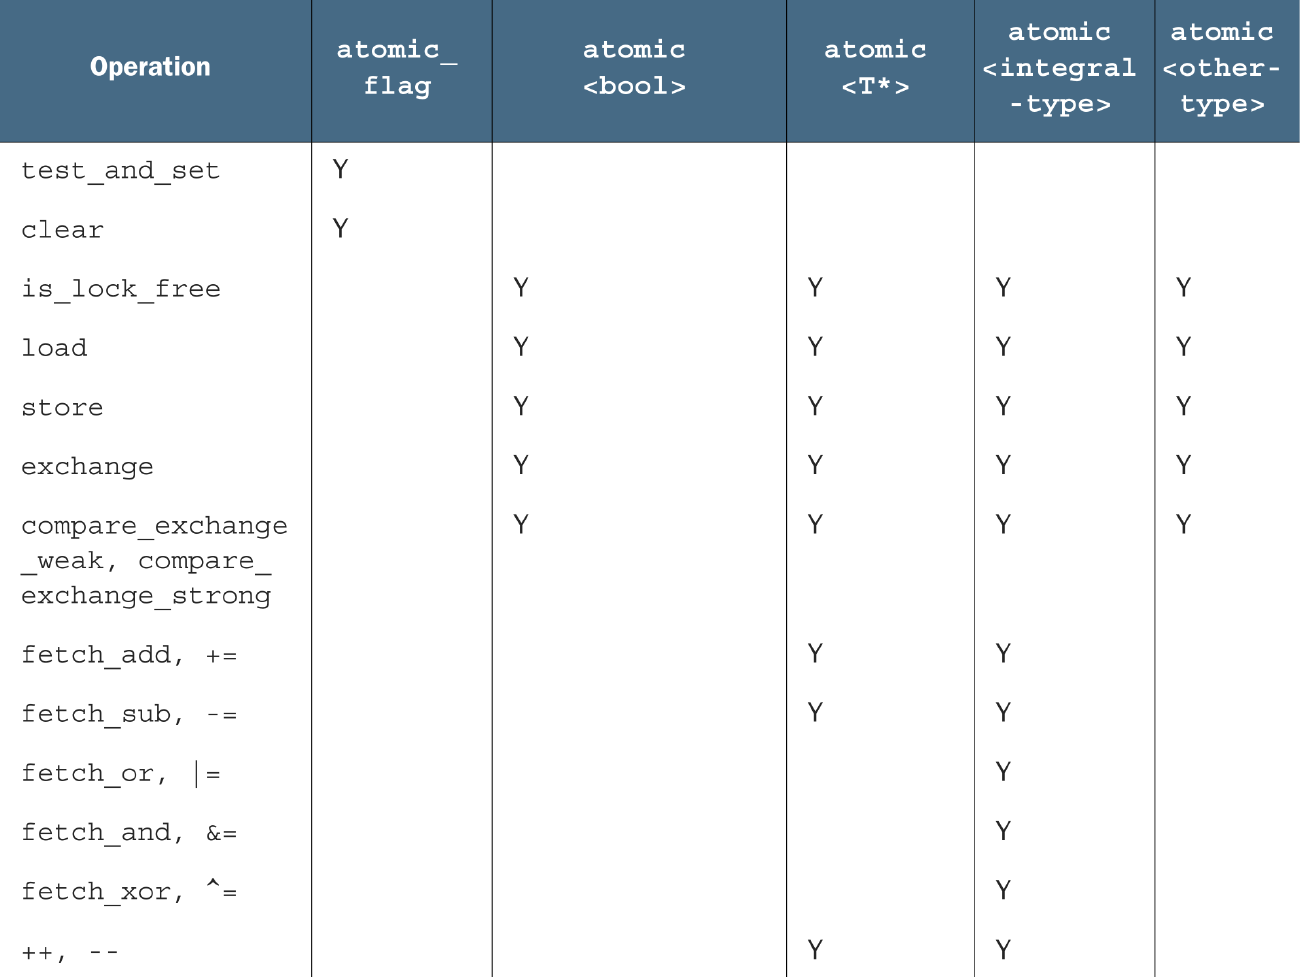 Operation atomic_ flag atomic <bool> atomic <T*> atomic <integral -type> atomic <other- type>
test_and_set Y
clear Y
is_lock_free Y Y Y Y
load Y Y Y Y
store Y Y Y Y
exchange Y Y Y Y
compare_exchange Y Y Y Y
_weak, compare_
exchange_strong
fetch_add, += Y Y
fetch_sub, -= Y Y
fetch_or, |= Y
fetch_and, &= Y
fetch_xor, ^= Y
++, -- Y Y